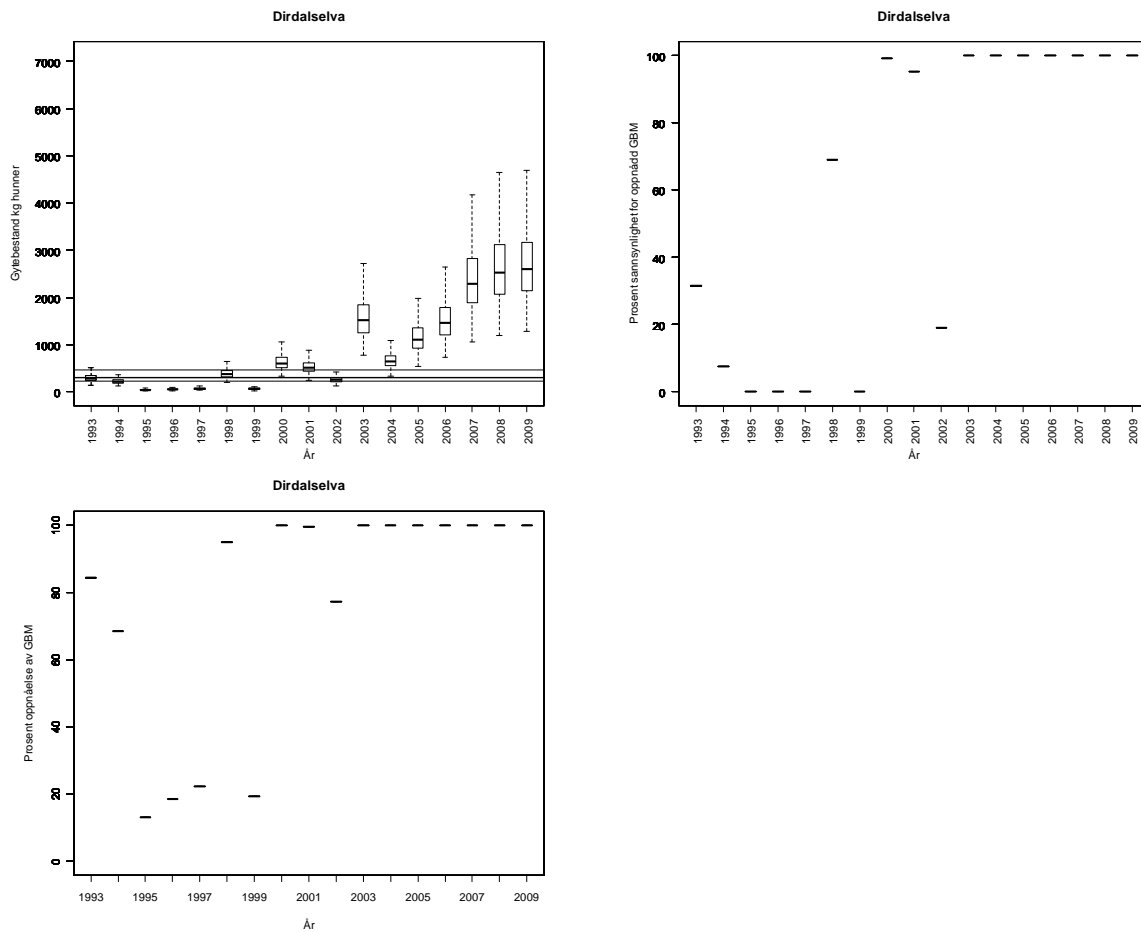 Dirdalselva
Gytebestand kg hunner
7000
6000
5000
4000
3000
2000
1000
0
1993 1994 1995 1996 1997 1998 1999 2000 2001 2002 2003 2004 2005 2006 2007 2008 2009
År
Dirdalselva
Prosent sannsynlighet for oppnådd GBM
100
80
60
40
20
0
1993 1994 1995 1996 1997 1998 1999 2000 2001 2002 2003 2004 2005 2006 2007 2008 2009
År
Dirdalselva
Prosent oppnåelse av GBM
100
80
60
40
20
0
1993 1995 1997 1999 2001 2003 2005 2007 2009
År